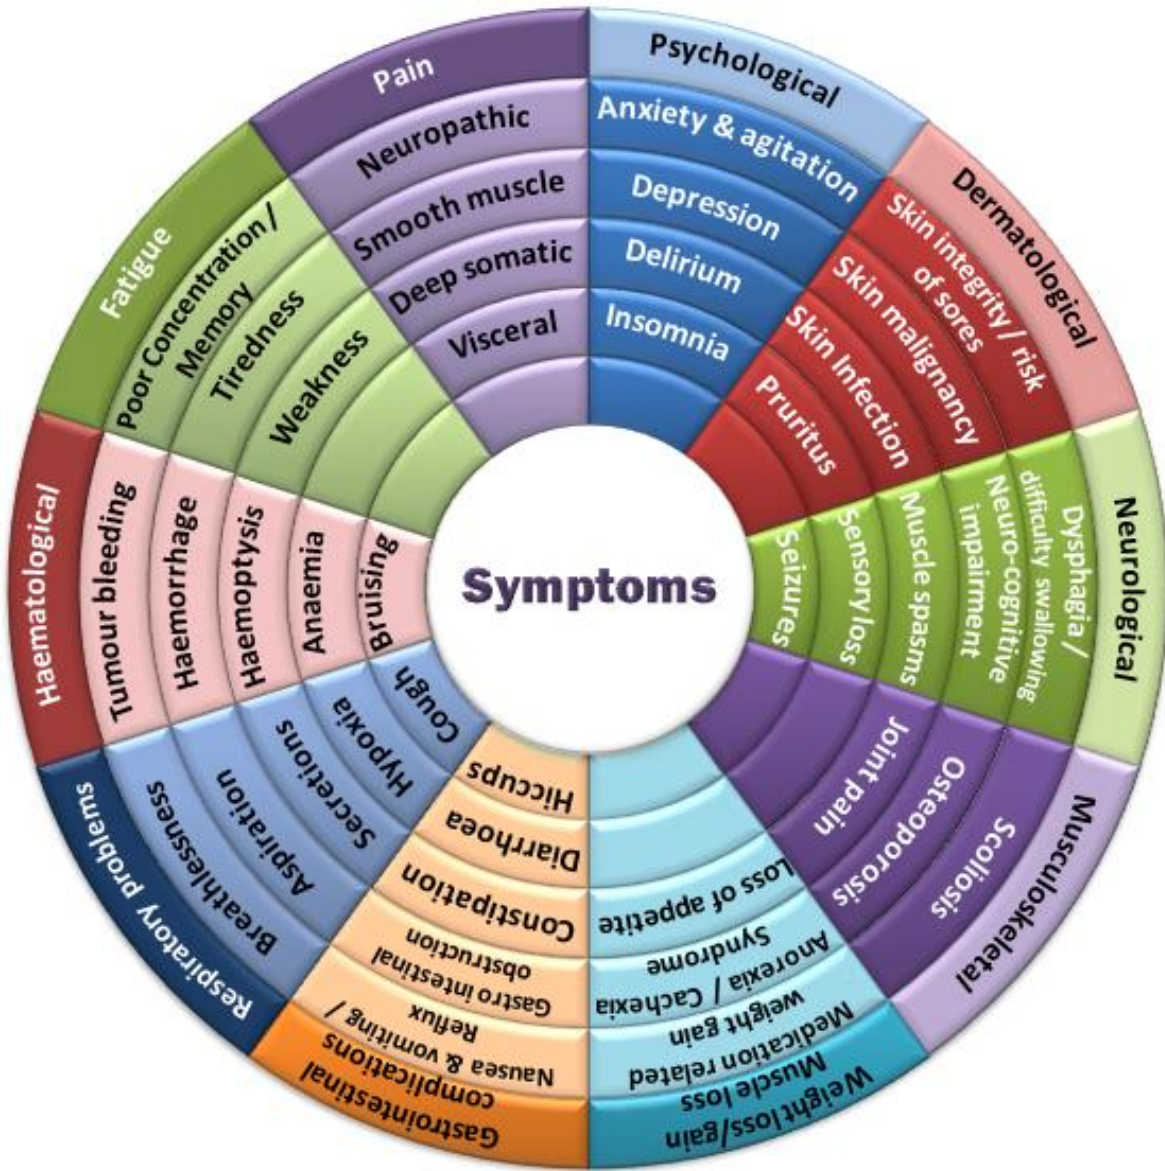 Symptoms
Psychological
Anxiety & agitation
Depression
Delirium
Insomnia
Dermatological
Skin integrity / risk
of sores
Skin malignancy
Skin Infection
Pruritus
Neurological
Dysphagia /
difficulty swallowing
Neuro-cognitive
impairment
Muscle spasms
Sensory loss
Seizures
Musculoskeletal
Scoliosis
Osteoporosis
Joint pain
Weight loss/gain
Muscle loss
Medication related
weight gain
Anorexia / Cachexia
Syndrome
Loss of appetite
Gastrointestinal
complications
Nausea & vomiting /
Reflux
Gastro intestinal
obstruction
Constipation
Diarrhoea
Hiccups
Respiratory problems
Breathlessness
Aspiration
Secretions
Hypoxia
Cough
Haematological
Tumour bleeding
Haemorrhage
Haemoptysis
Anaemia
Bruising
Fatigue
Poor Concentration /
Memory
Tiredness
Weakness
Pain
Neuropathic
Smooth muscle
Deep somatic
Visceral